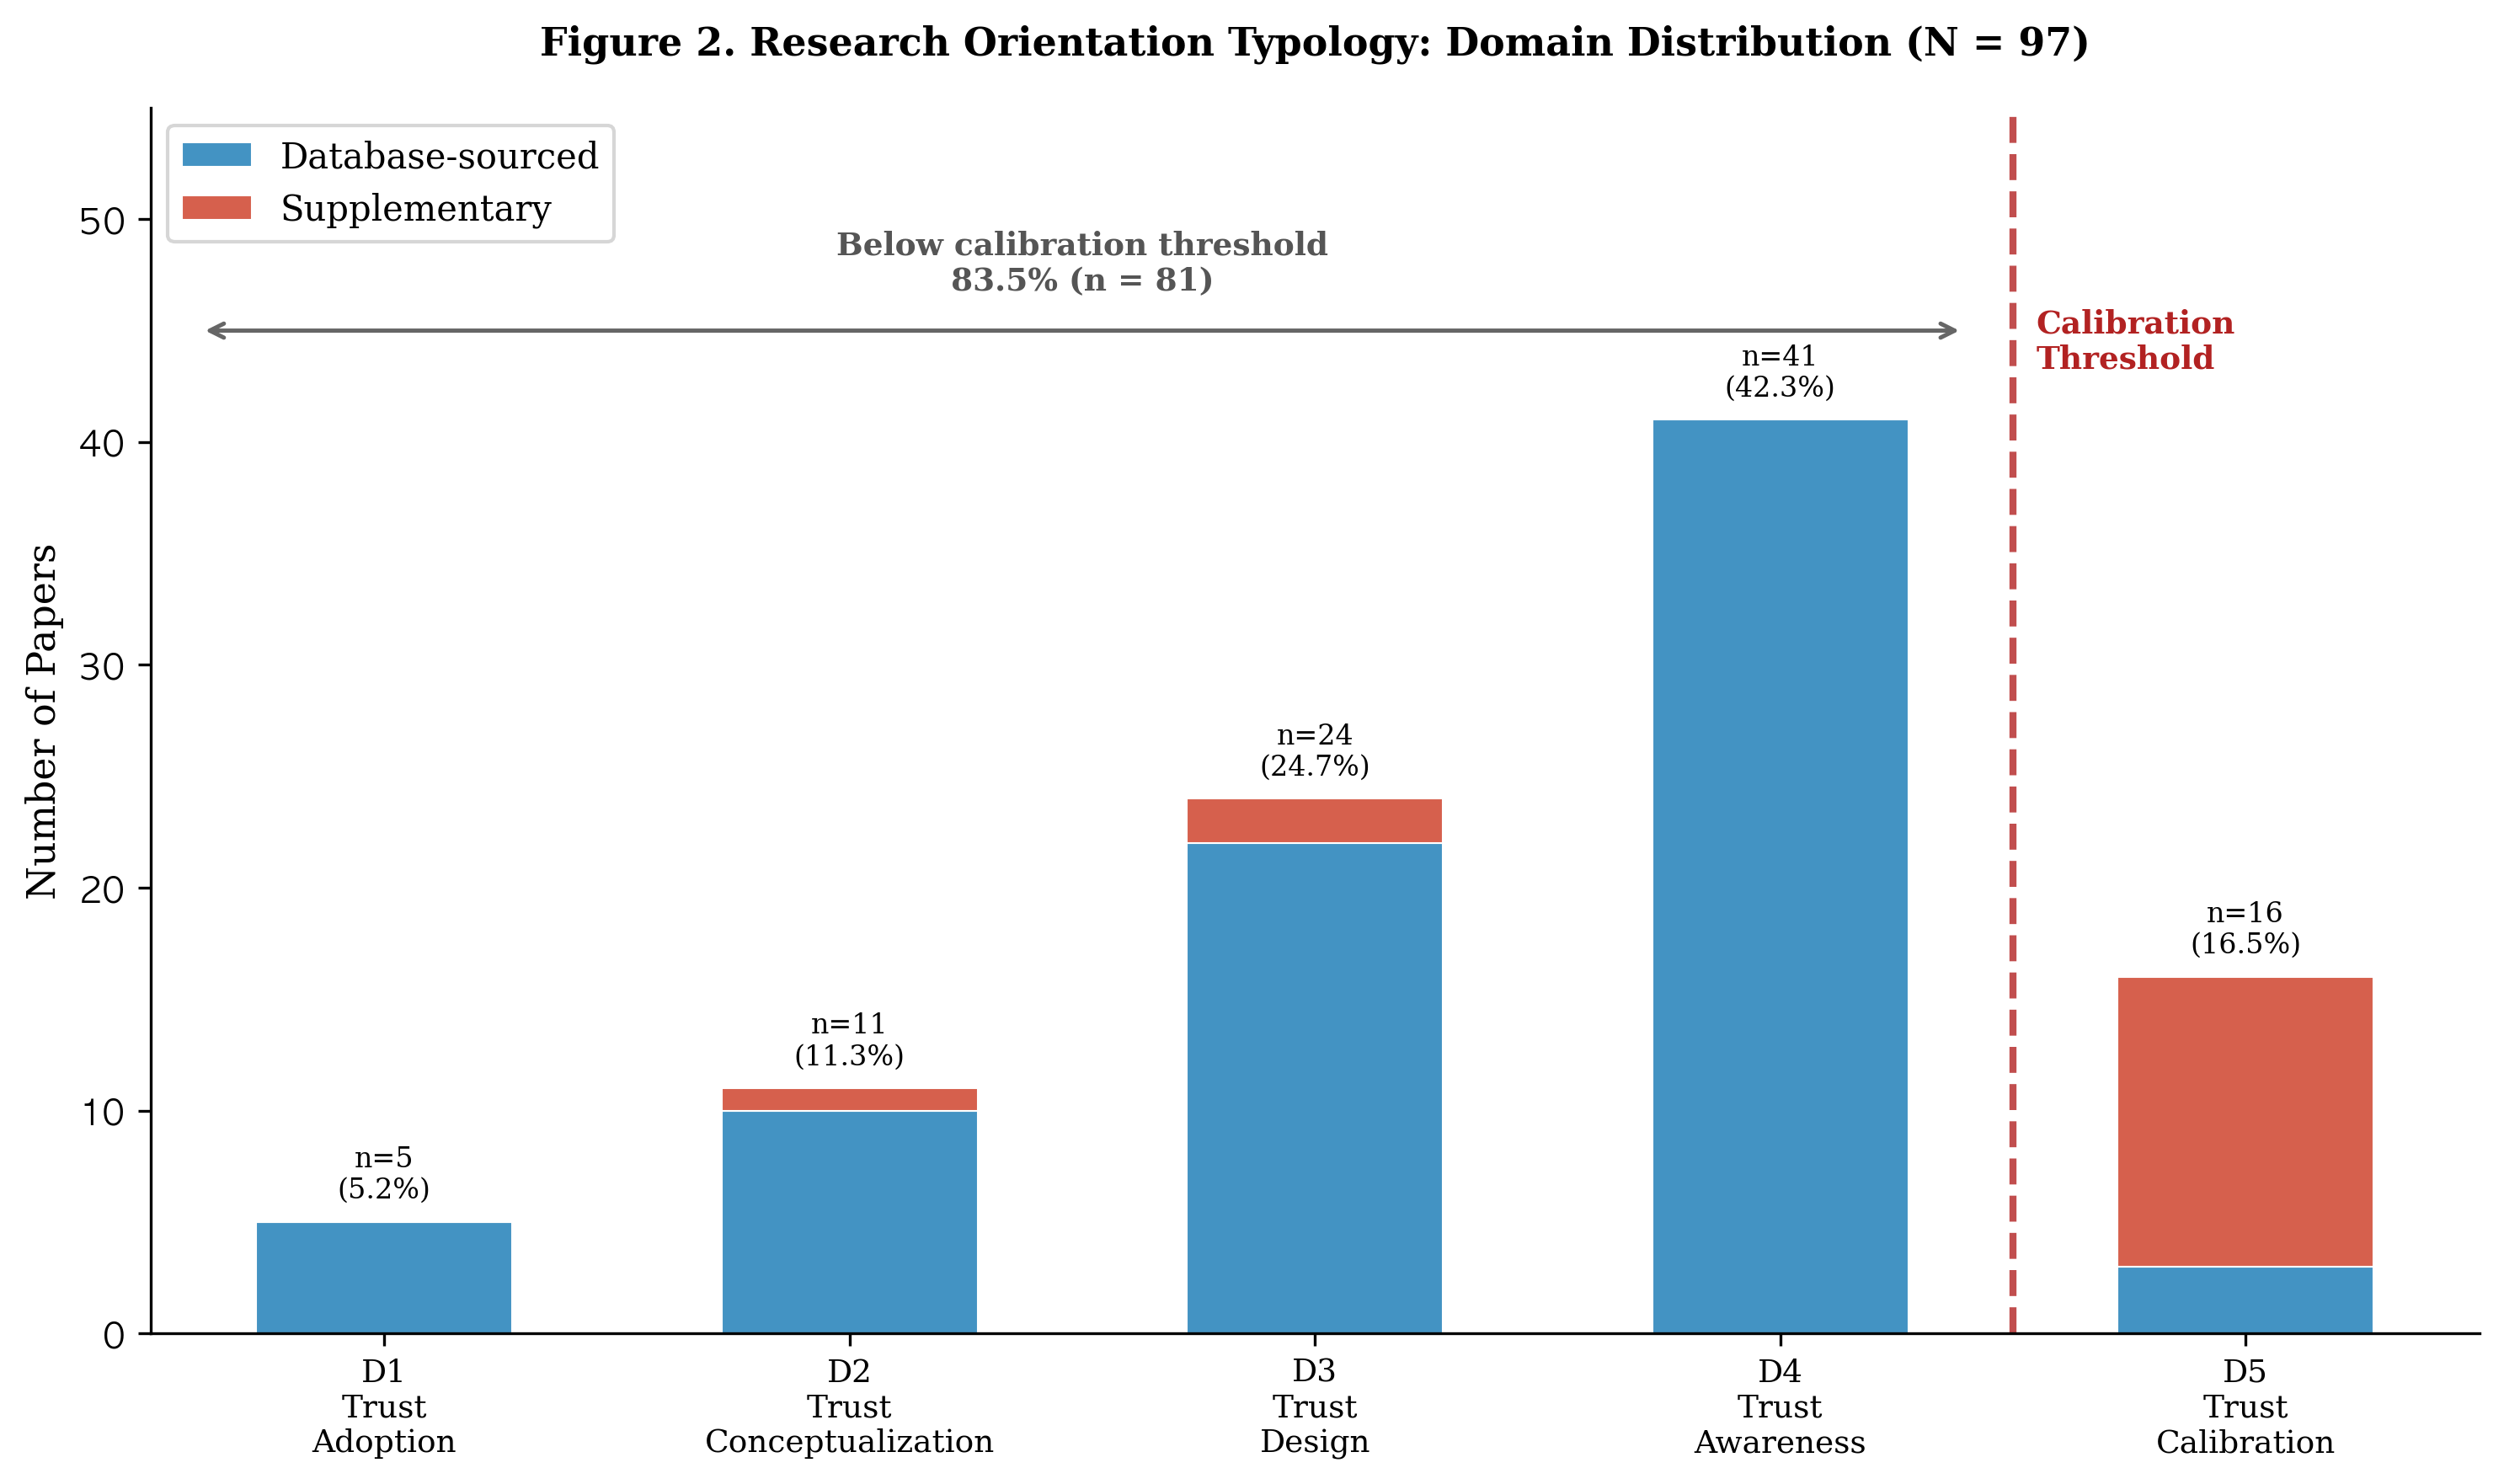 Figure 2. Research Orientation Typology: Domain Distribution (N = 97)
Database-sourced
Supplementary
Below calibration threshold
83.5% (n = 81)
Calibration
Threshold
Number of Papers
50
40
30
20
10
0
n=5
(5.2%)
n=11
(11.3%)
n=24
(24.7%)
n=41
(42.3%)
n=16
(16.5%)
D1
Trust
Adoption
D2
Trust
Conceptualization
D3
Trust
Design
D4
Trust
Awareness
D5
Trust
Calibration